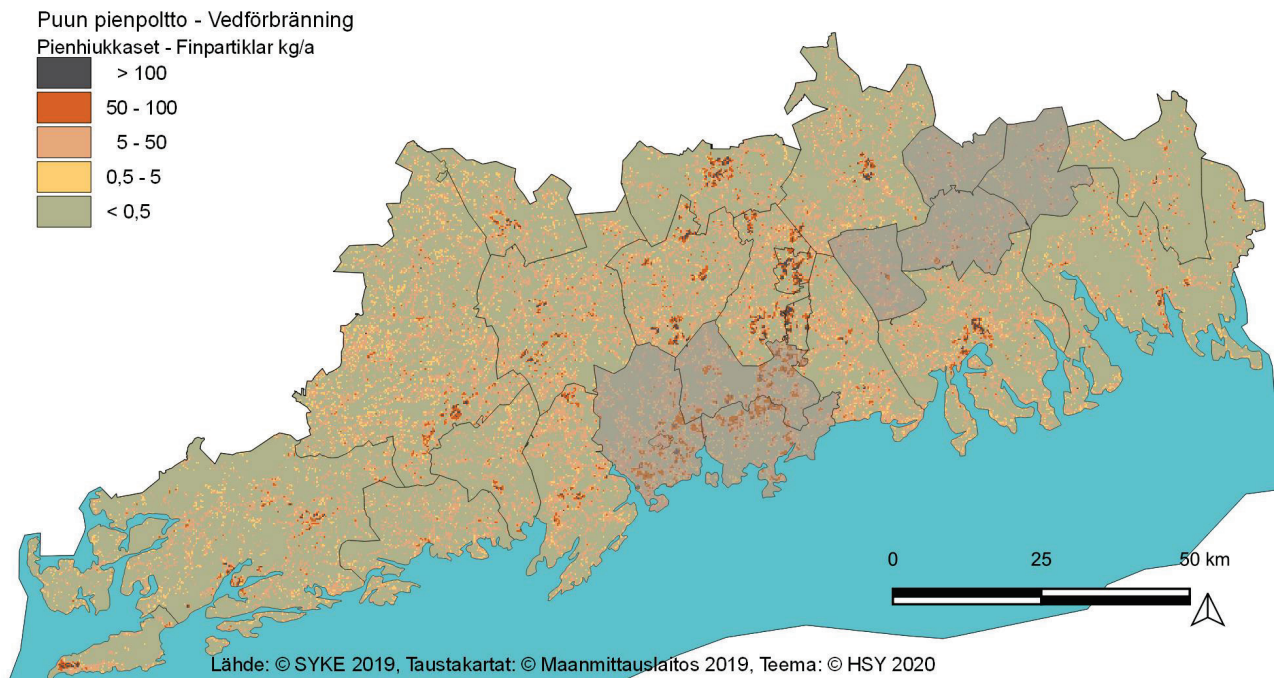 Puun pienpoltto - Vedförbränning
Pienhiukkaset - Finpartiklar kg/a
> 100
50 - 100
5 - 50
0,5 - 5
< 0,5
0 25 50 km
Lähde: © SYKE 2019, Taustakartat: © Maanmittauslaitos 2019, Teema: © HSY 2020